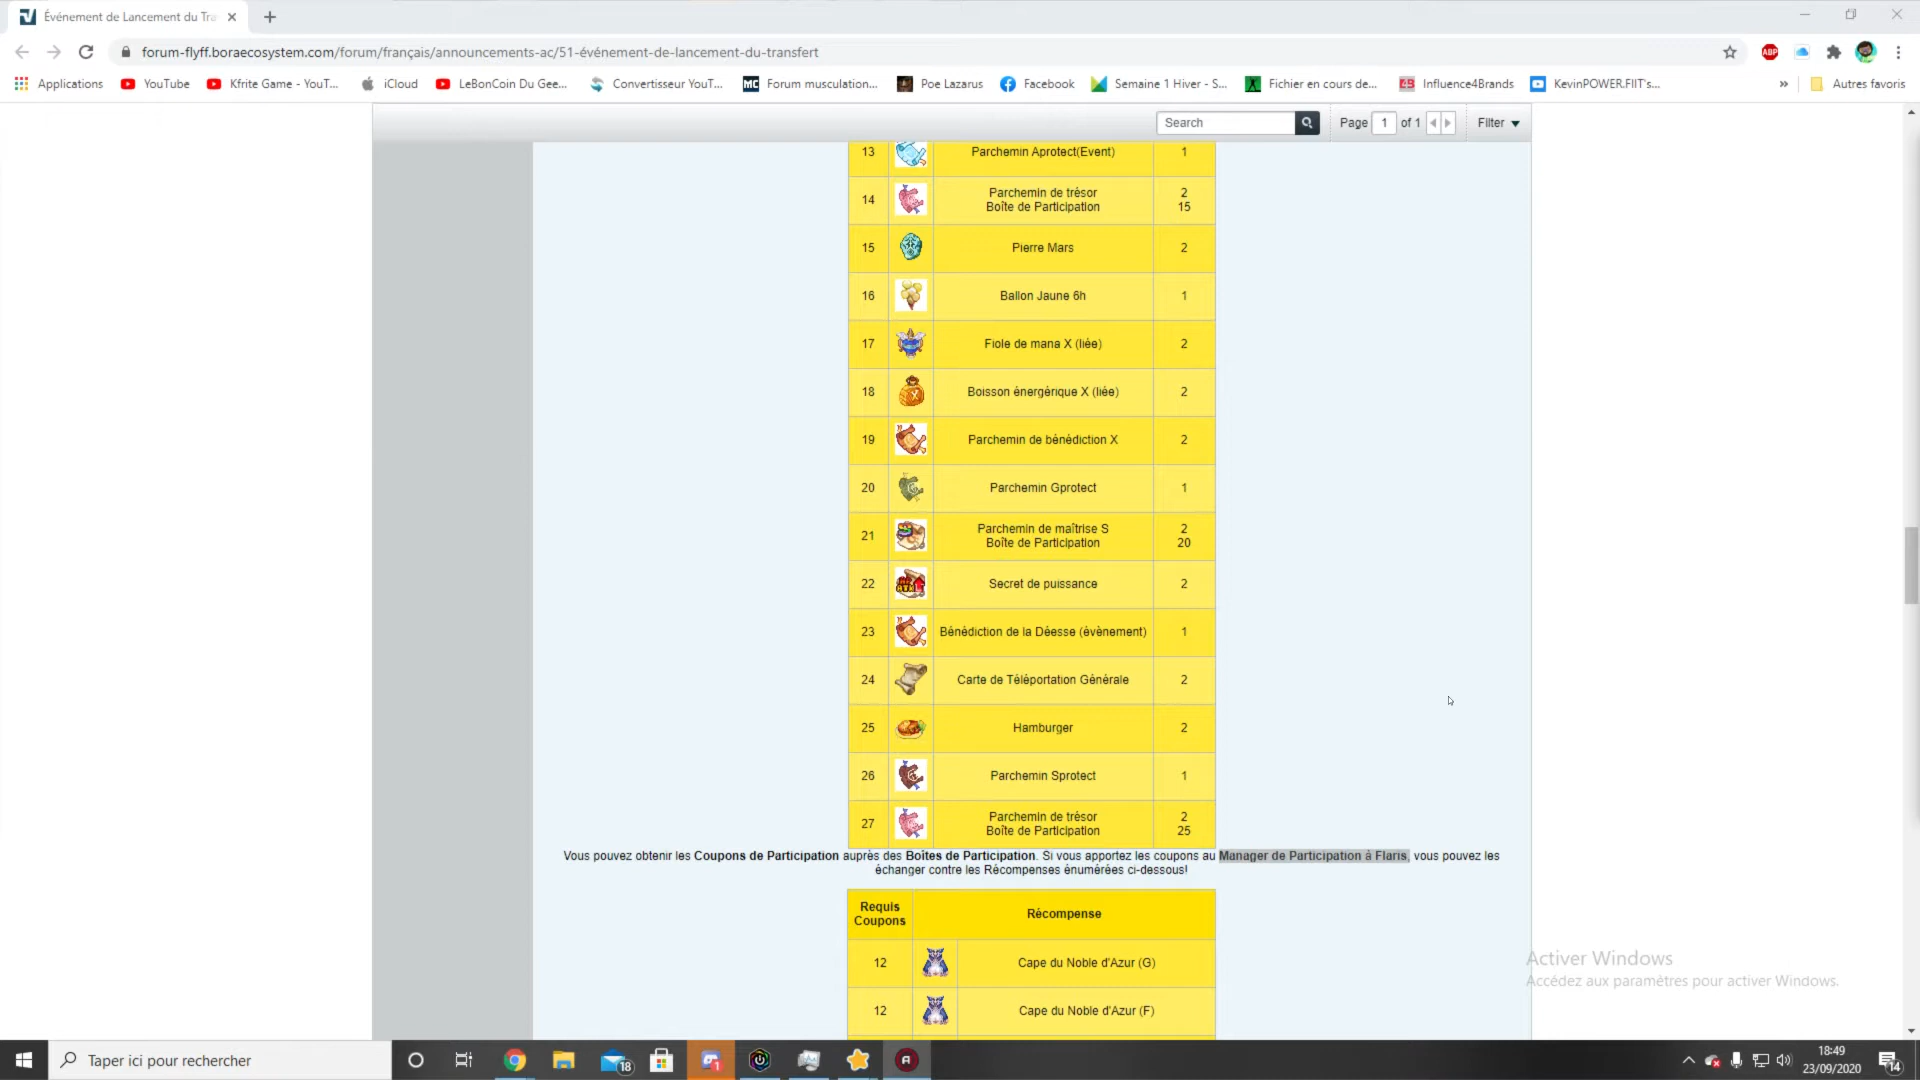 Événement de Lancement du Tra
forum-flyff.boraecosystem.com/forum/français/announcements-ac/51-événement-de-lancement-du-transfert
ABP
Applications
YouTube
Kfrite Game - YouT...
iCloud
LeBonCoin Du Gee...
Convertisseur YouT...
MC Forum musculation...
Poe Lazarus
Facebook
Semaine 1 Hiver - S...
Fichier en cours de...
Influence4Brands
KevinPOWER.FIIT's...
»
Autres favoris
Search
Page 1 of 1
Filter
13 Parchemin Aprotect(Event) 1
14 Parchemin de trésor 2
Boîte de Participation 15
15 Pierre Mars 2
16 Ballon Jaune 6h 1
17 Fiole de mana X (liée) 2
18 Boisson énergérique X (liée) 2
19 Parchemin de bénédiction X 2
20 Parchemin Gprotect 1
21 Parchemin de maîtrise S 2
Boîte de Participation 20
22 Secret de puissance 2
23 Bénédiction de la Déesse (évènement) 1
24 Carte de Téléportation Générale 2
25 Hamburger 2
26 Parchemin Sprotect 1
27 Parchemin de trésor 2
Boîte de Participation 25
Vous pouvez obtenir les Coupons de Participation auprès des Boîtes de Participation. Si vous apportez les coupons au Manager de Participation à Flaris, vous pouvez les
échanger contre les Récompenses énumérées ci-dessous!
Requis
Coupons
Récompense
12 Cape du Noble d'Azur (G)
12 Cape du Noble d'Azur (F)
Activer Windows
Accédez aux paramètres pour activer Windows.
Taper ici pour rechercher
18
1
18:49
23/09/2020
14